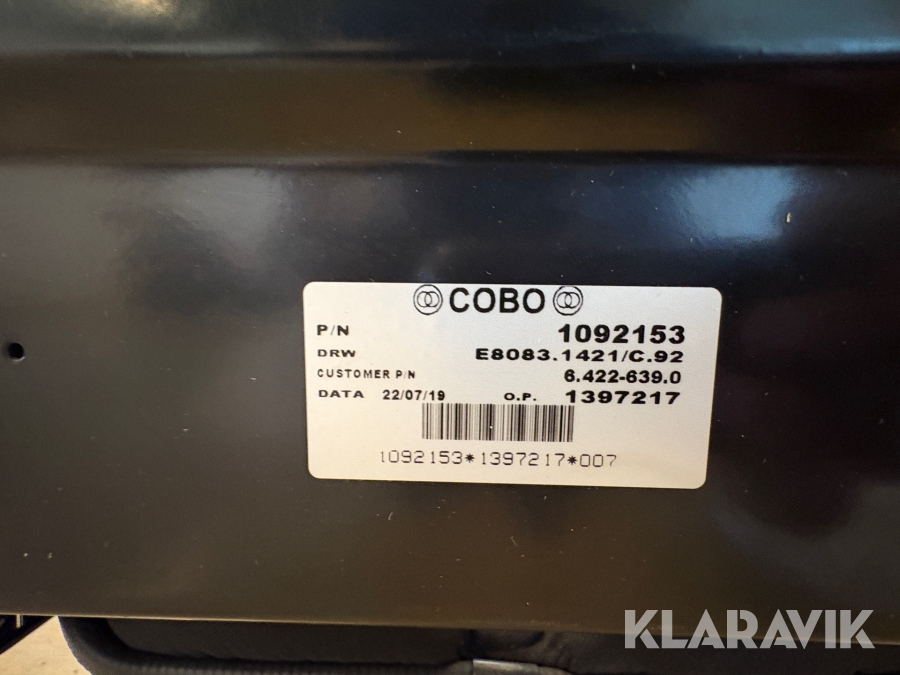 COBO
P/N 1092153
DRW E8083.1421/C.92
CUSTOMER P/N 6.422-639.0
DATA 22/07/19 O.P. 1397217
1092153*1397217*007
KLARAVIK